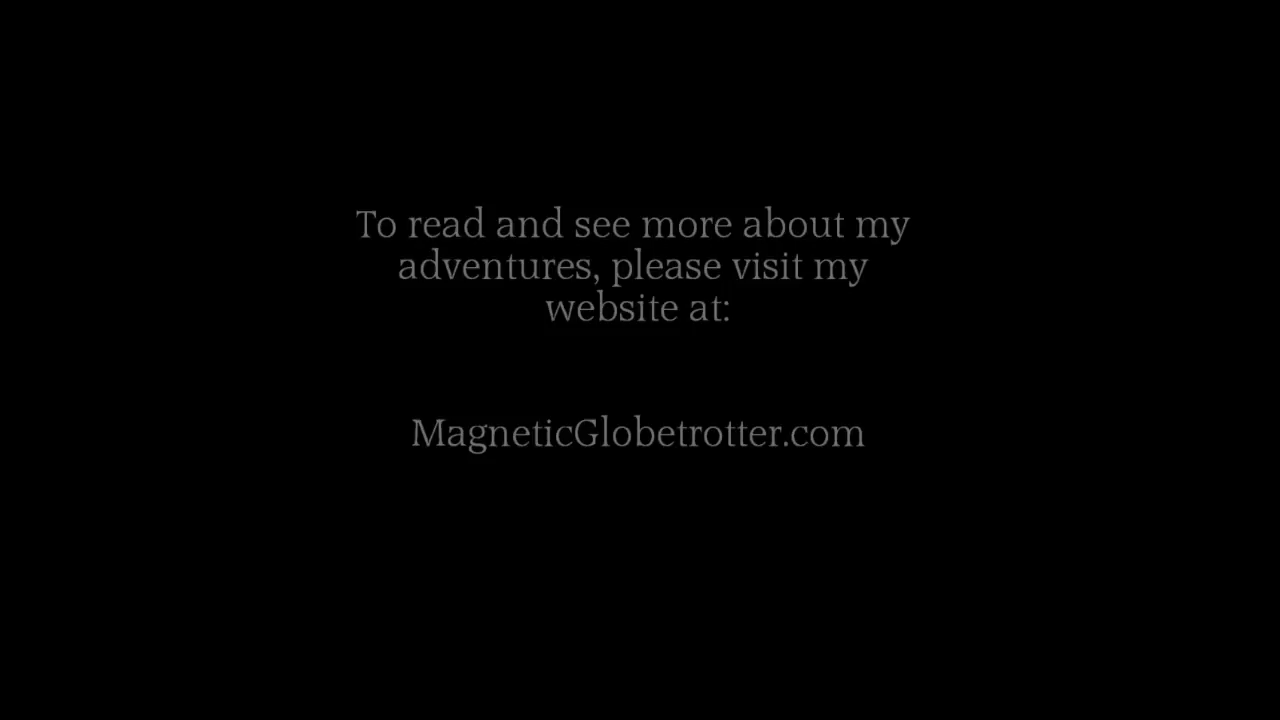 To read and see more about my
adventures, please visit my
website at:
MagneticGlobetrotter.com